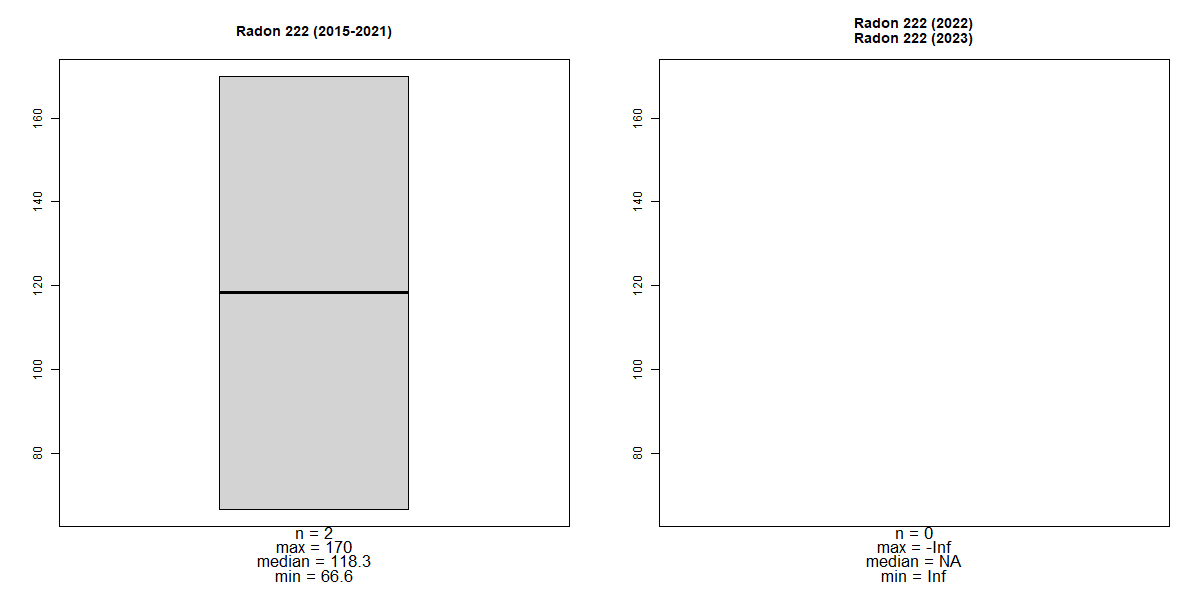 Radon 222 (2015-2021)
160
140
120
100
80
n = 2
max = 170
median = 118.3
min = 66.6
Radon 222 (2022)
Radon 222 (2023)
160
140
120
100
80
n = 0
max = -Inf
median = NA
min = Inf